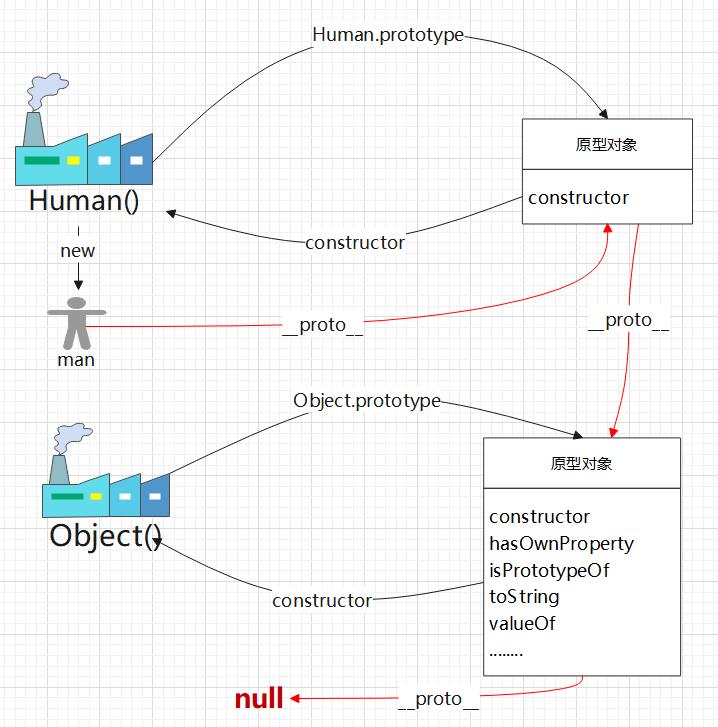 Human.prototype
原型对象
constructor
Human()
constructor
new
__proto__
__proto__
man
Object.prototype
原型对象
constructor
hasOwnProperty
isPrototypeOf
toString
valueOf
........
Object()
constructor
null
__proto__